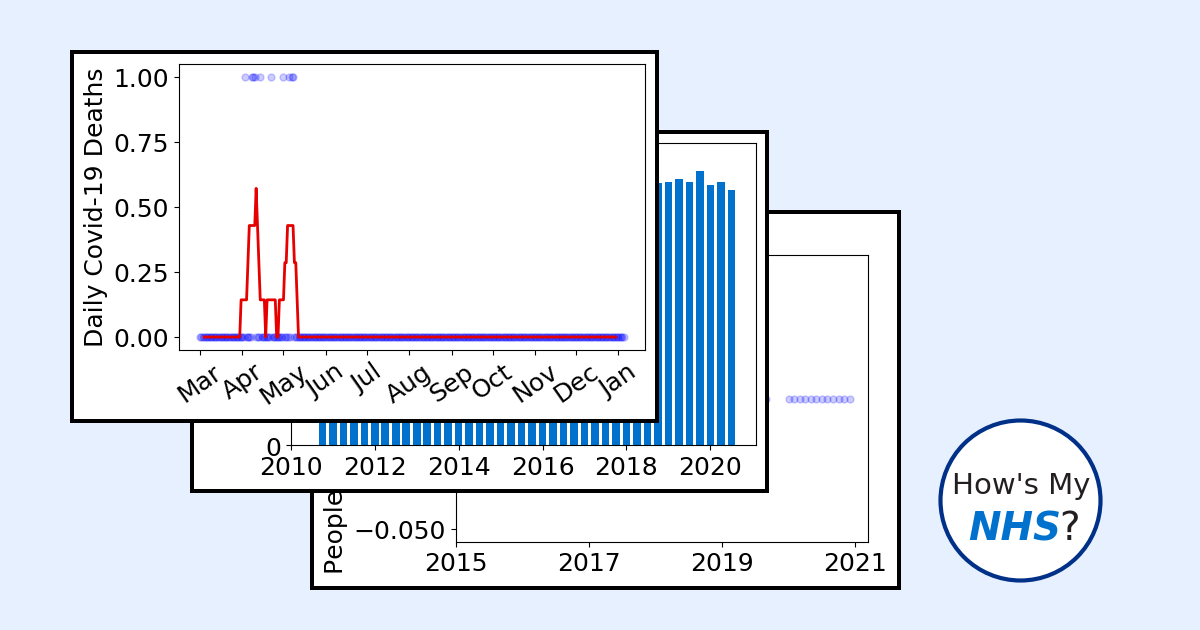 Daily Covid-19 Deaths
1.00
0.75
0.50
0.25
0.00
Mar
Apr
May
Jun
Jul
Aug
Sep
Oct
Nov
Dec
Jan
0
2010 2012 2014 2016 2018 2020
People
−0.050
2015 2017 2019 2021
How's My
NHS?